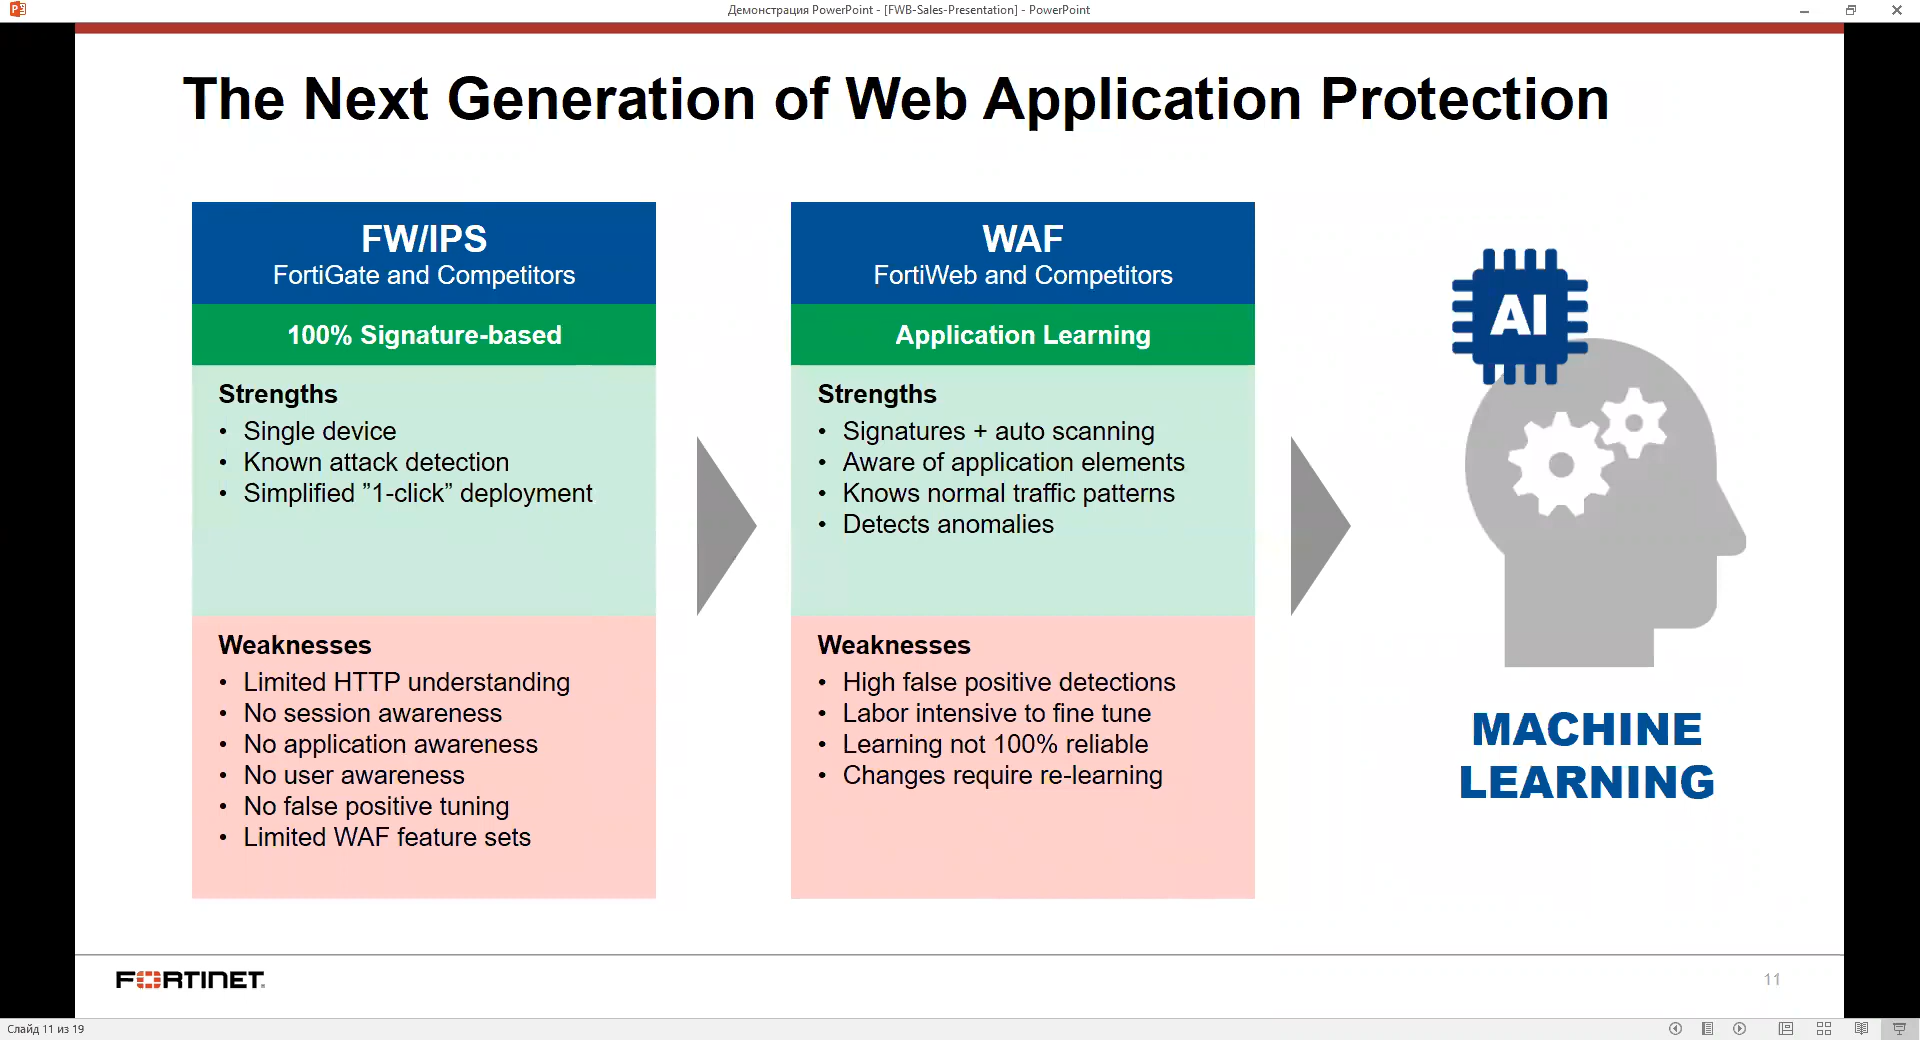 Демонстрация PowerPoint - [FWB-Sales-Presentation] - PowerPoint
The Next Generation of Web Application Protection
FW/IPS
FortiGate and Competitors
100% Signature-based
Strengths
• Single device
• Known attack detection
• Simplified ”1-click” deployment
Weaknesses
• Limited HTTP understanding
• No session awareness
• No application awareness
• No user awareness
• No false positive tuning
• Limited WAF feature sets
WAF
FortiWeb and Competitors
Application Learning
Strengths
• Signatures + auto scanning
• Aware of application elements
• Knows normal traffic patterns
• Detects anomalies
Weaknesses
• High false positive detections
• Labor intensive to fine tune
• Learning not 100% reliable
• Changes require re-learning
AI
MACHINE
LEARNING
FORTINET
11
Слайд 11 из 19